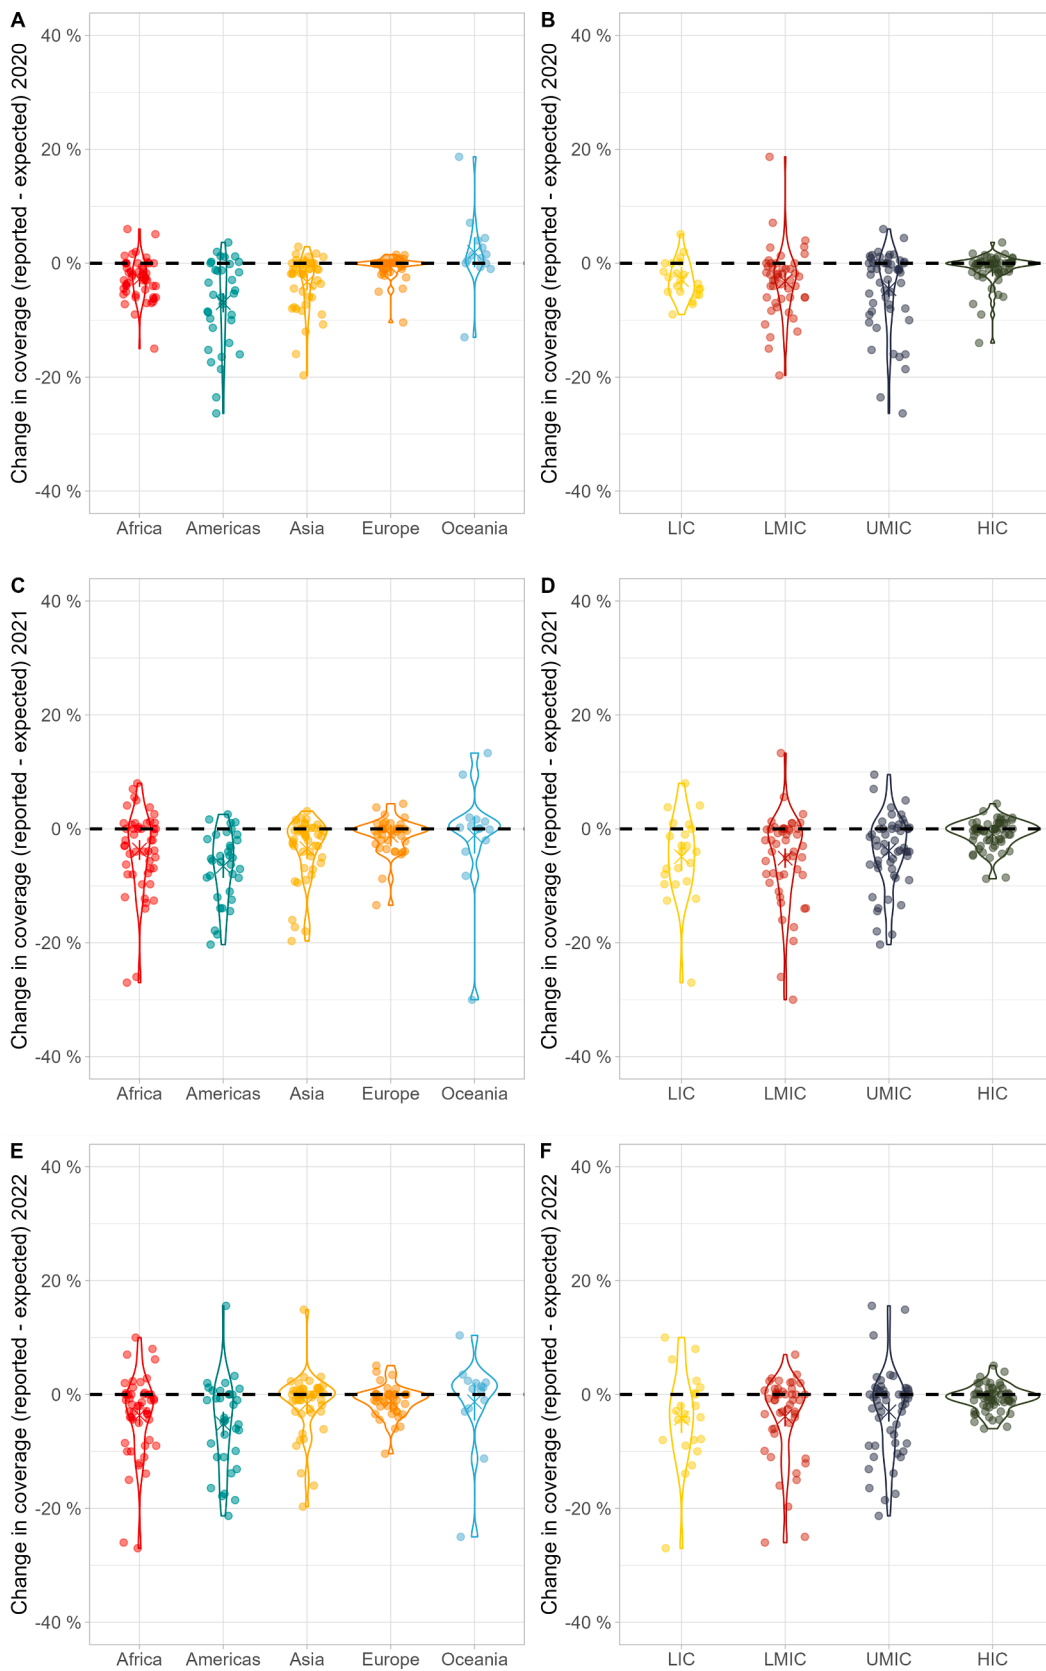 A
Change in coverage (reported - expected) 2020
40 %
20 %
0 %
-20 %
-40 %
Africa Americas Asia Europe Oceania
B
Change in coverage (reported - expected) 2020
40 %
20 %
0 %
-20 %
-40 %
LIC LMIC UMIC HIC
C
Change in coverage (reported - expected) 2021
40 %
20 %
0 %
-20 %
-40 %
Africa Americas Asia Europe Oceania
D
Change in coverage (reported - expected) 2021
40 %
20 %
0 %
-20 %
-40 %
LIC LMIC UMIC HIC
E
Change in coverage (reported - expected) 2022
40 %
20 %
0 %
-20 %
-40 %
Africa Americas Asia Europe Oceania
F
Change in coverage (reported - expected) 2022
40 %
20 %
0 %
-20 %
-40 %
LIC LMIC UMIC HIC